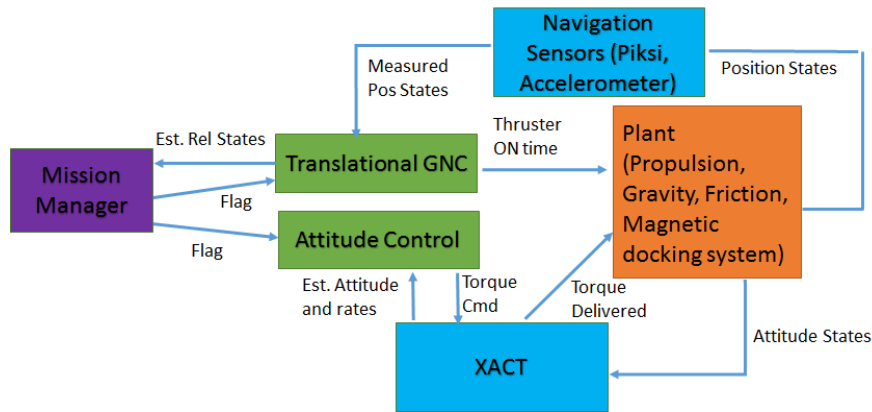 Navigation
Sensors (Piksi,
Accelerometer)
Measured
Pos States
Position States
Est. Rel States
Translational GNC
Thruster
ON time
Plant
(Propulsion,
Gravity, Friction,
Magnetic
docking system)
Mission
Manager
Flag
Attitude Control
Flag
Est. Attitude
and rates
Torque
Cmd
Torque
Delivered
Attitude States
XACT